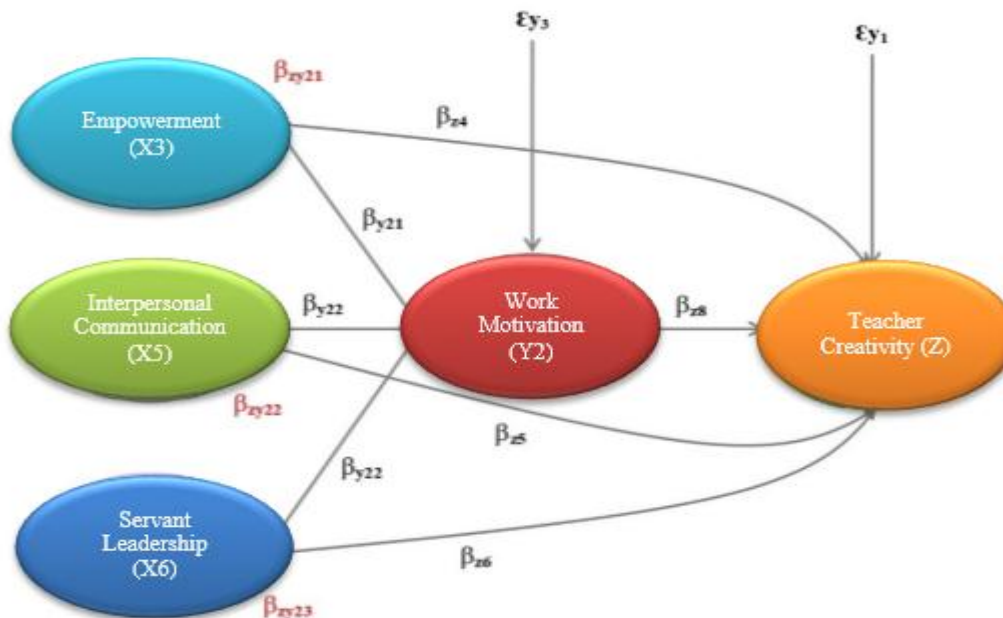 εy₃
εy₁
βzy21
Empowerment
(X3)
βz4
βy21
Interpersonal
Communication
(X5)
βy22
Work
Motivation
(Y2)
βz8
Teacher
Creativity (Z)
βzy22
βz5
βy22
Servant
Leadership
(X6)
βz6
βzy23